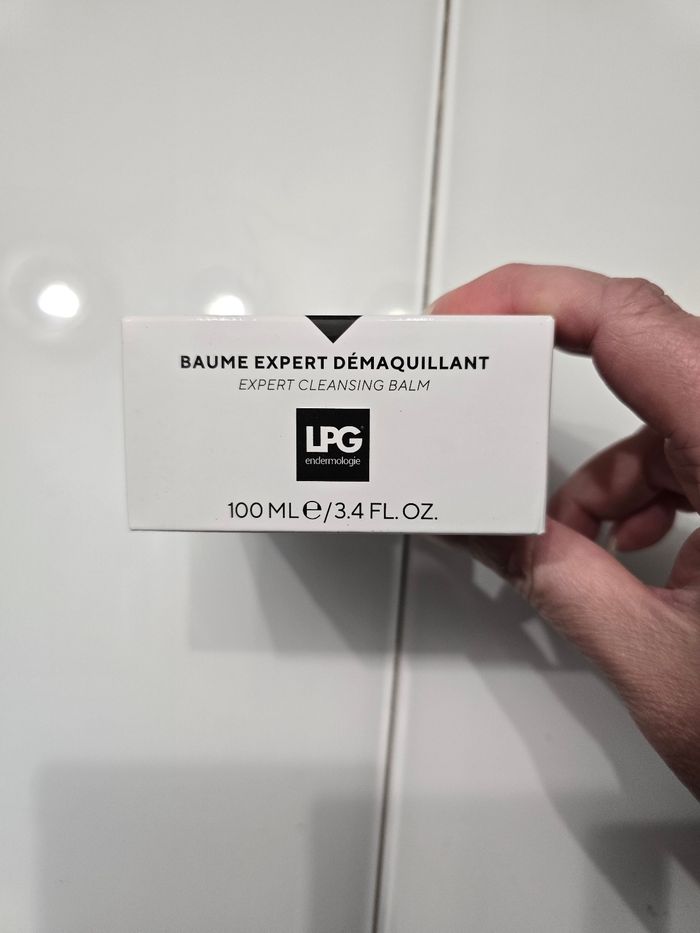 BAUME EXPERT DÉMAQUILLANT
EXPERT CLEANSING BALM
LPG
endermologie
100 ML ℮/3.4 FL. OZ.